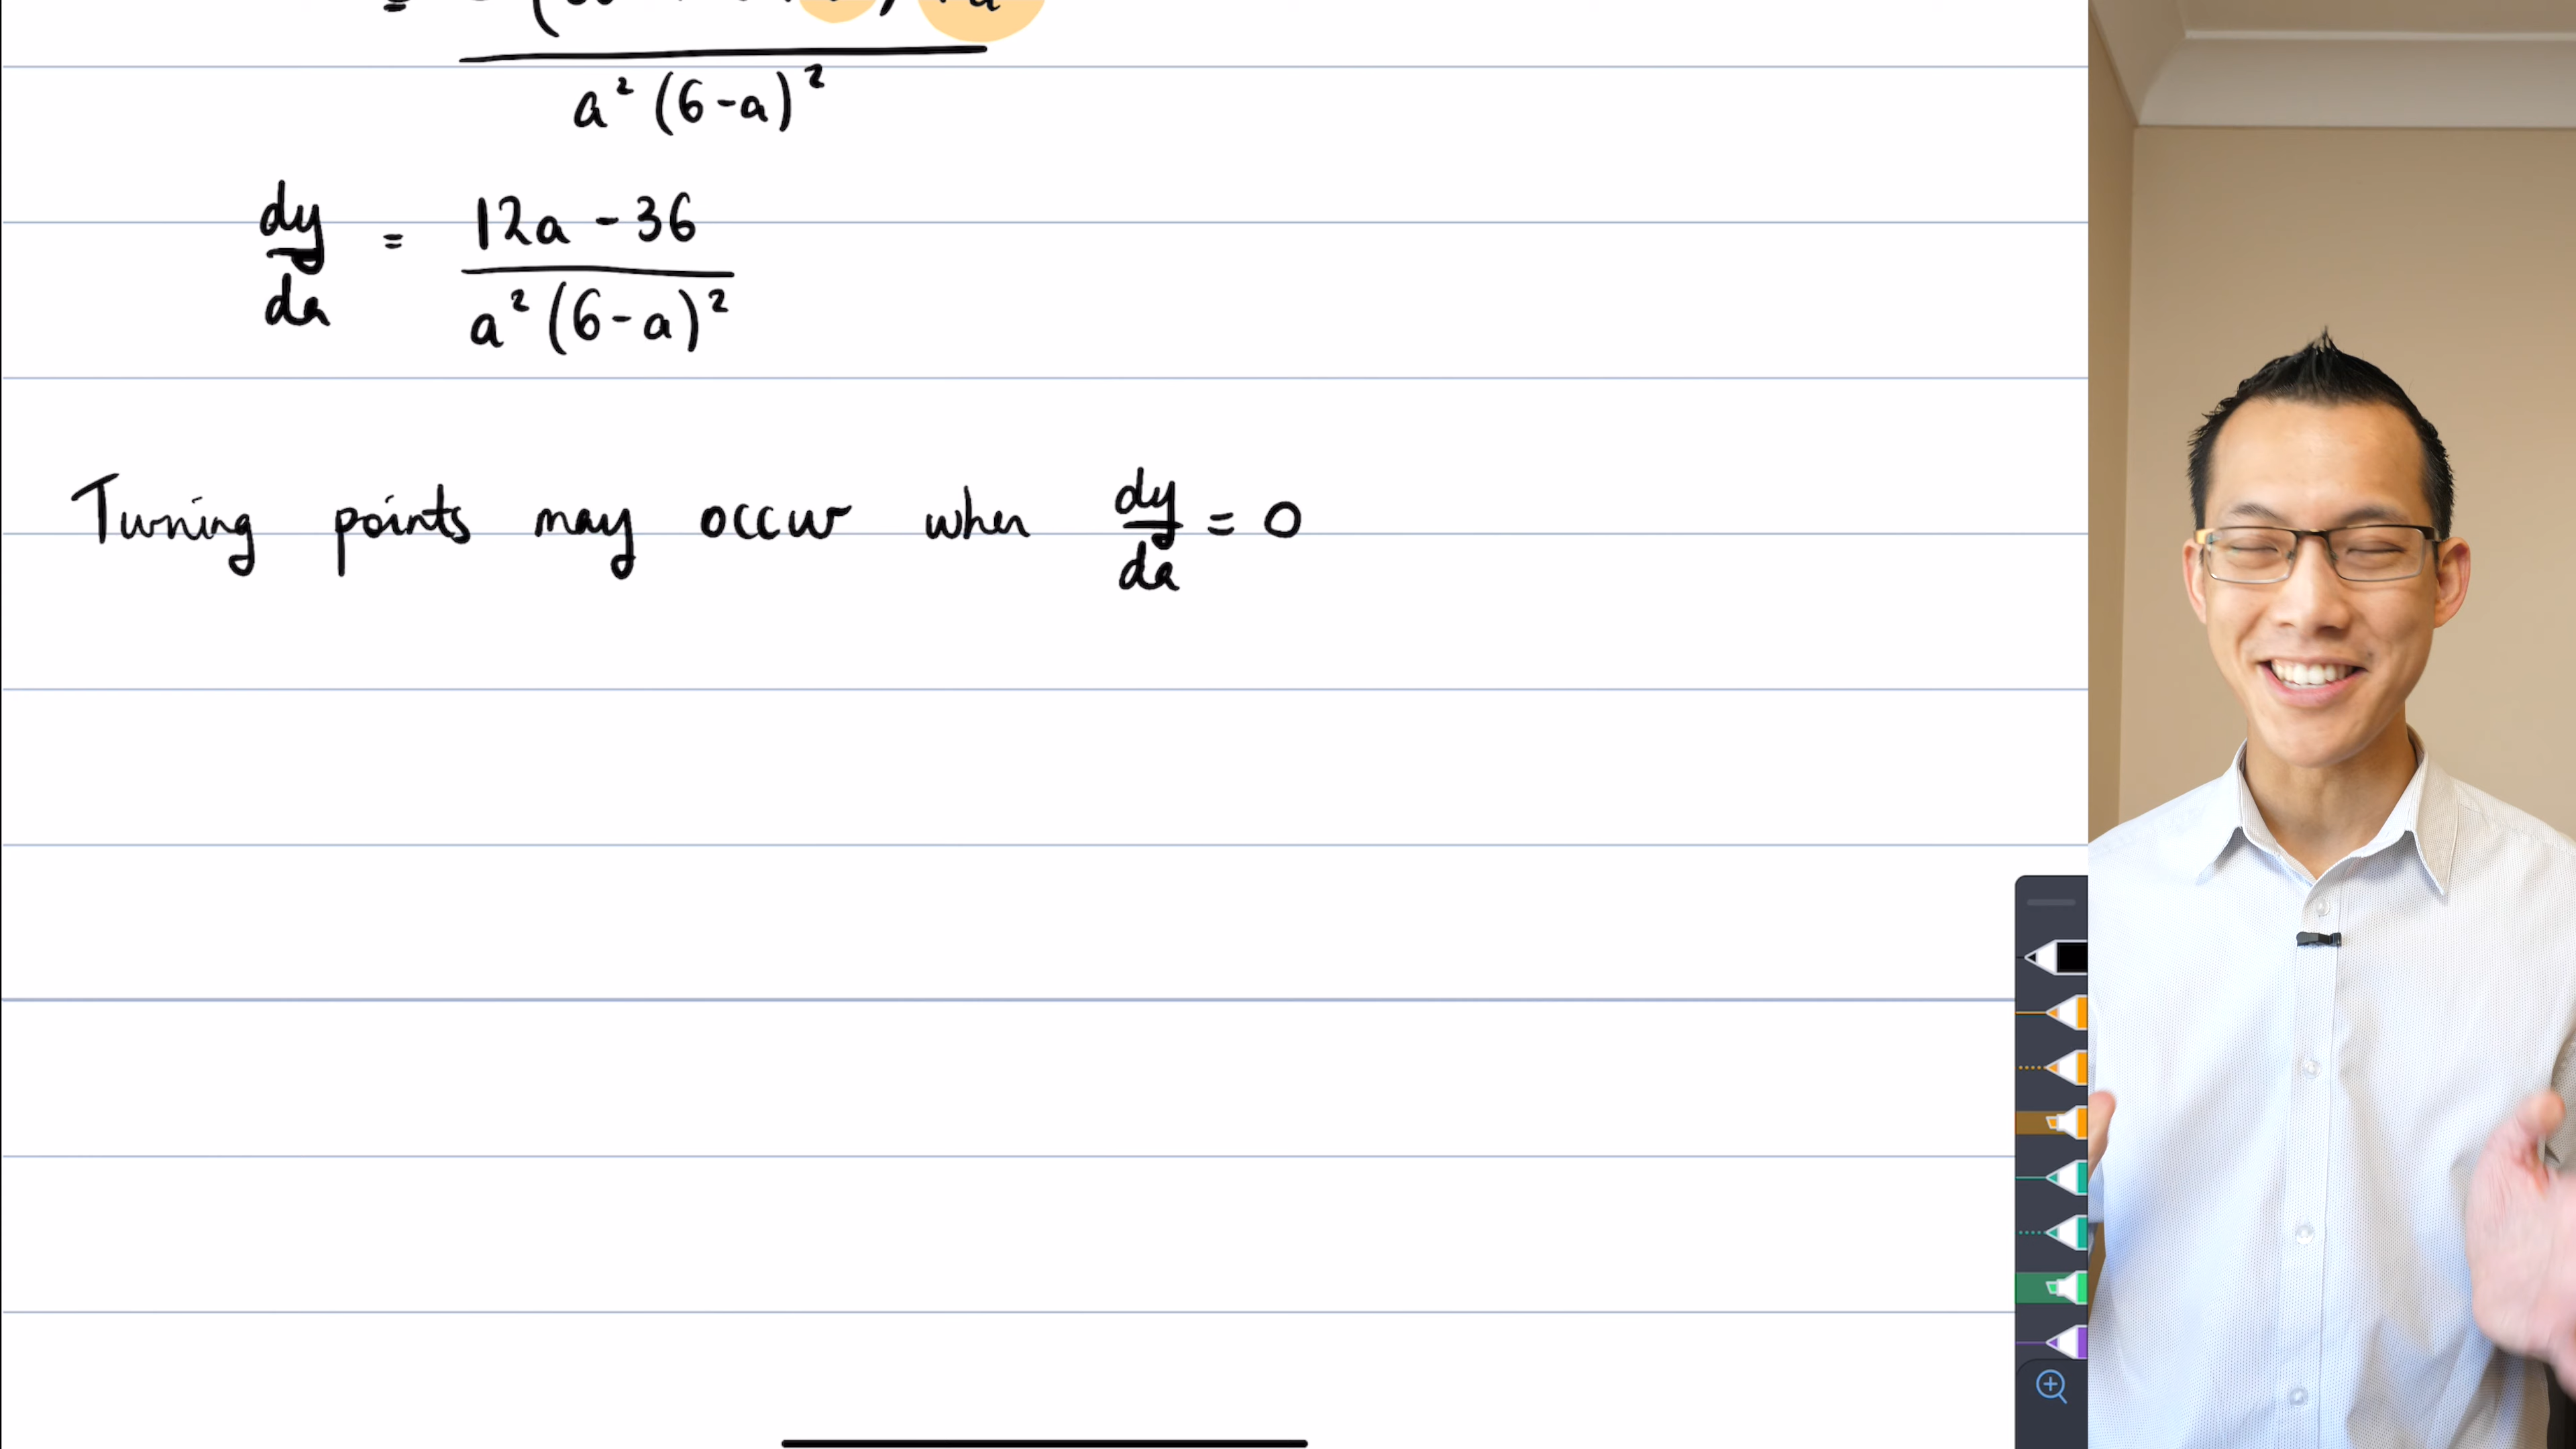 =
a² (6-a)²
dy/da = 12a - 36 / a² (6-a)²
Turning points may occur when dy/da = 0